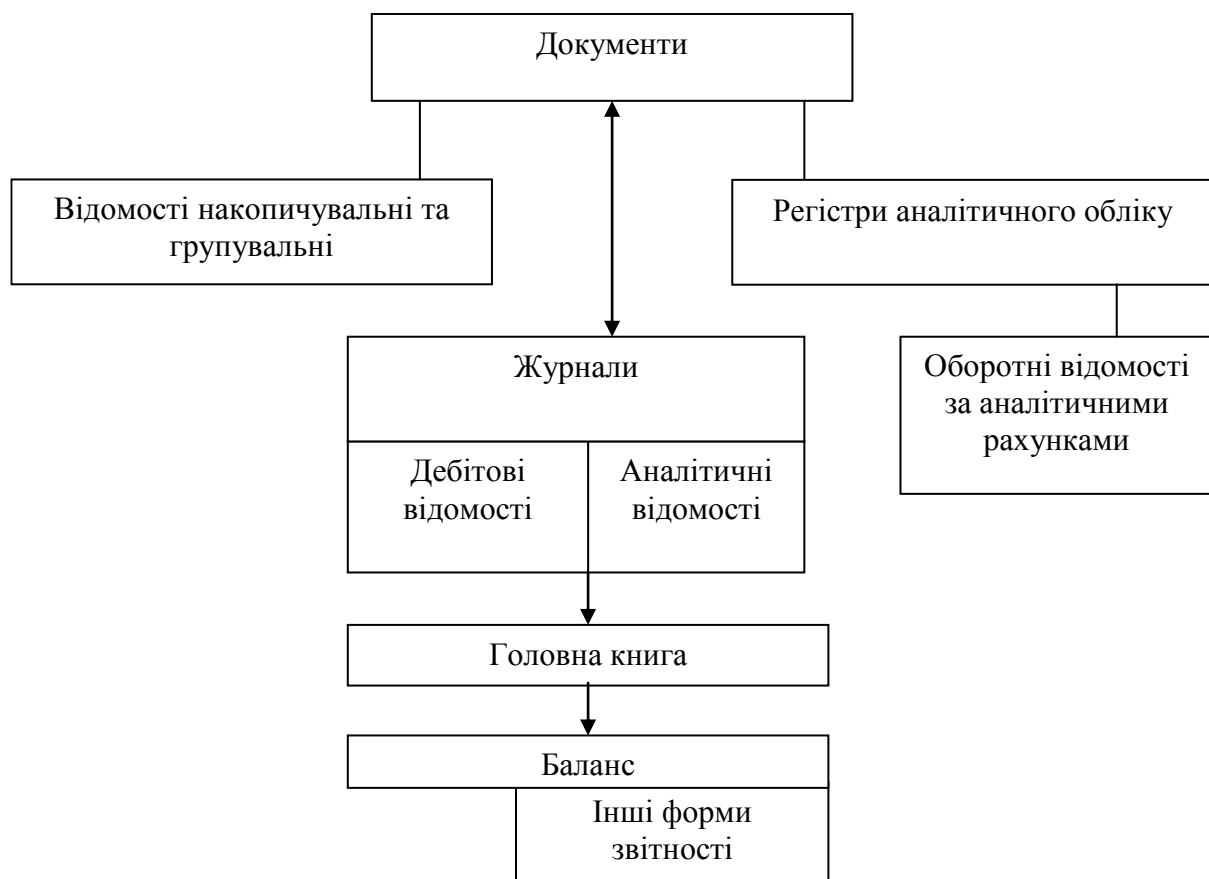 Документи
Відомості накопичувальні та
групувальні
Регістри аналітичного обліку
Журнали
Оборотні відомості
за аналітичними
рахунками
Дебітові
відомості
Аналітичні
відомості
Головна книга
Баланс
Інші форми
звітності